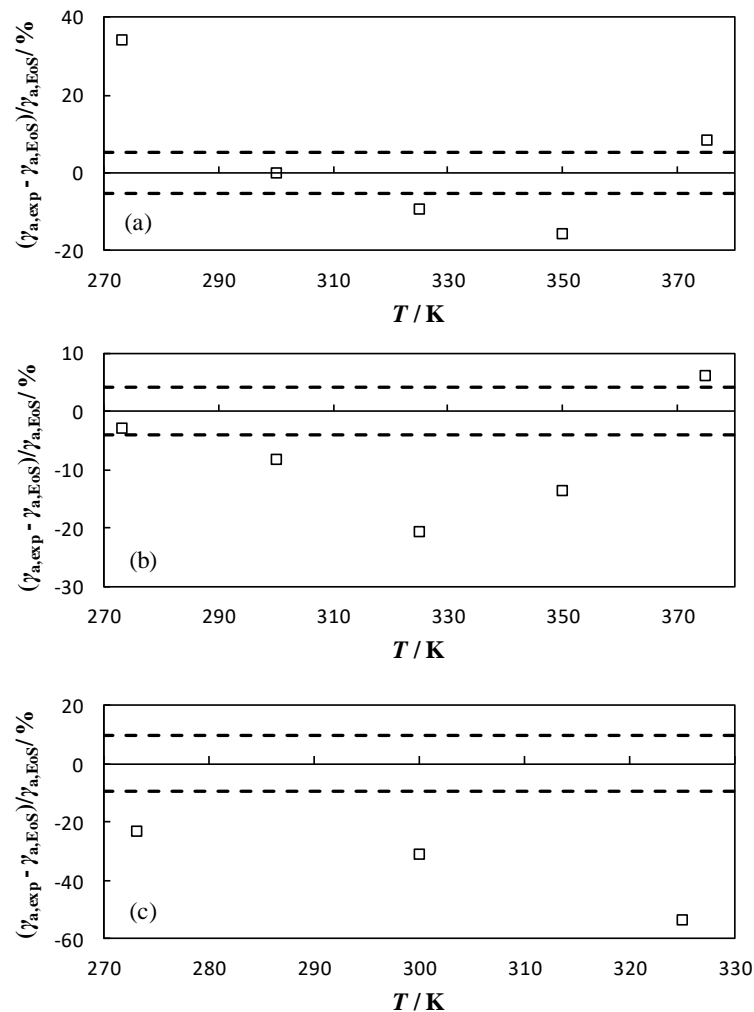 (γa,exp - γa,EoS)/γa,EoS/ %
40
20
0
-20
(a)
270 290 310 330 350 370
T / K
(γa,exp - γa,EoS)/γa,EoS/ %
10
0
-10
-20
-30
(b)
270 290 310 330 350 370
T / K
(γa,exp - γa,EoS)/γa,EoS/ %
20
0
-20
-40
-60
(c)
270 280 290 300 310 320 330
T / K